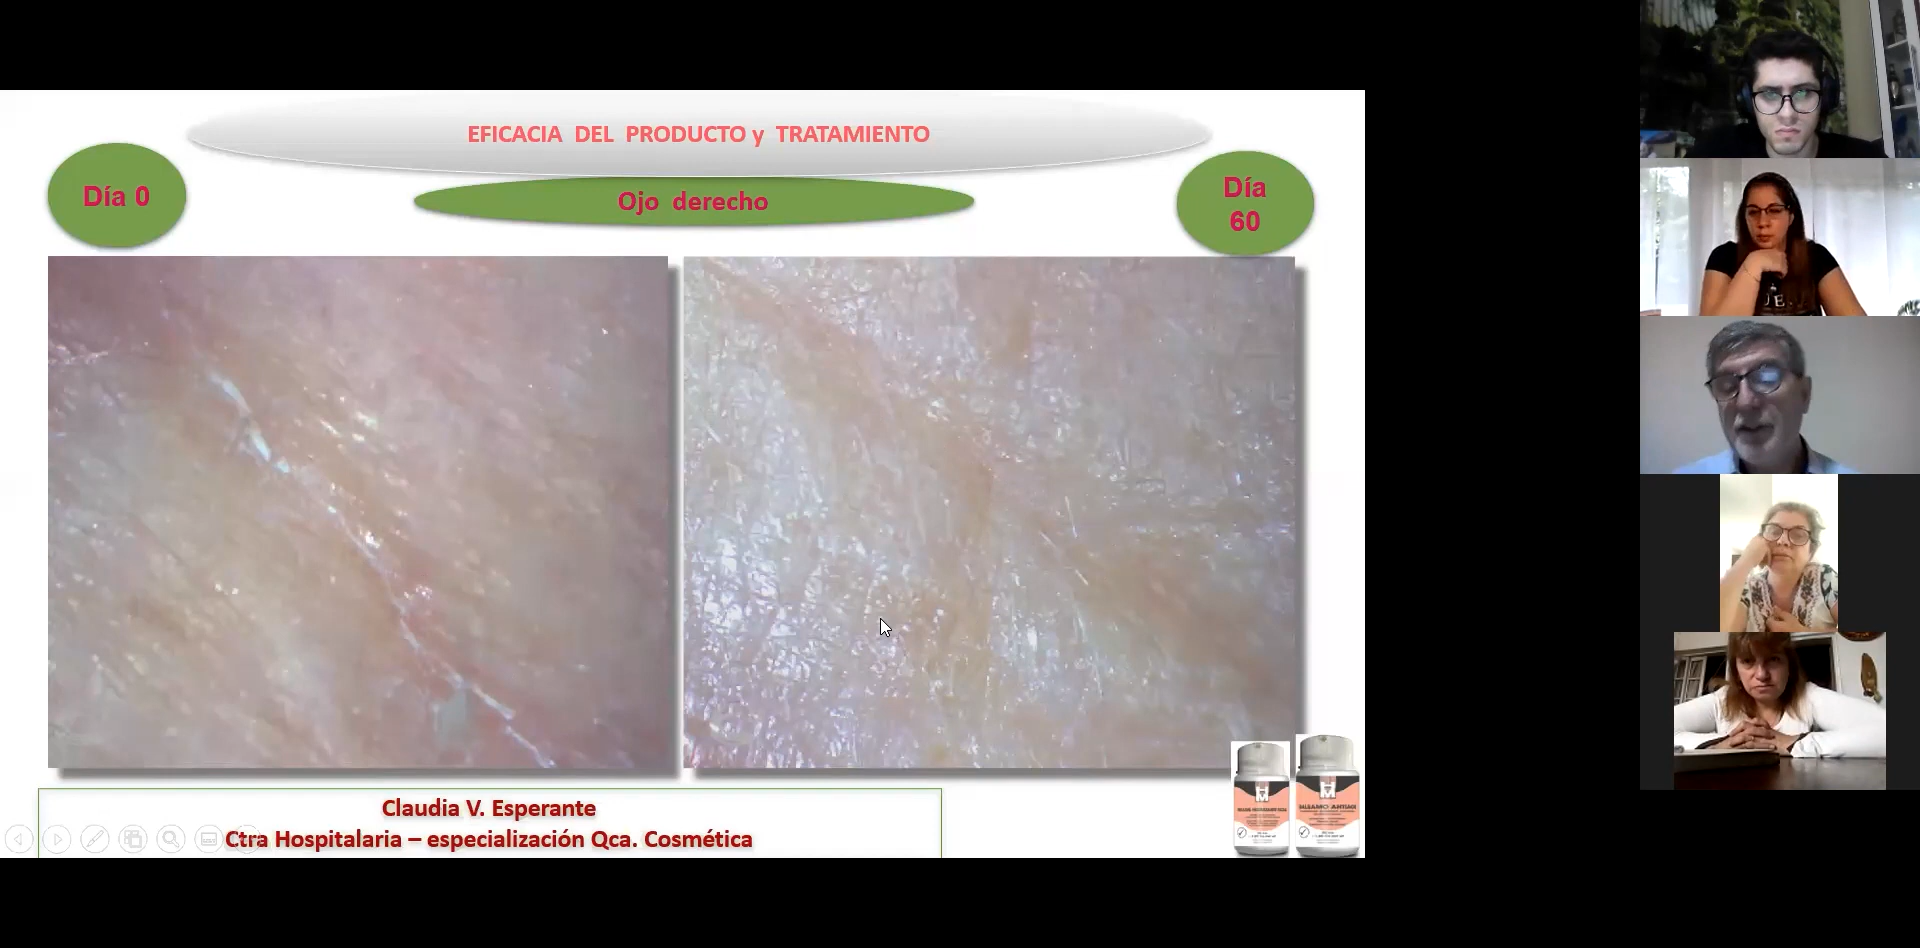 EFICACIA DEL PRODUCTO y TRATAMIENTO
Día 0
Ojo derecho
Día
60
Claudia V. Esperante
Ctra Hospitalaria – especialización Qca. Cosmética